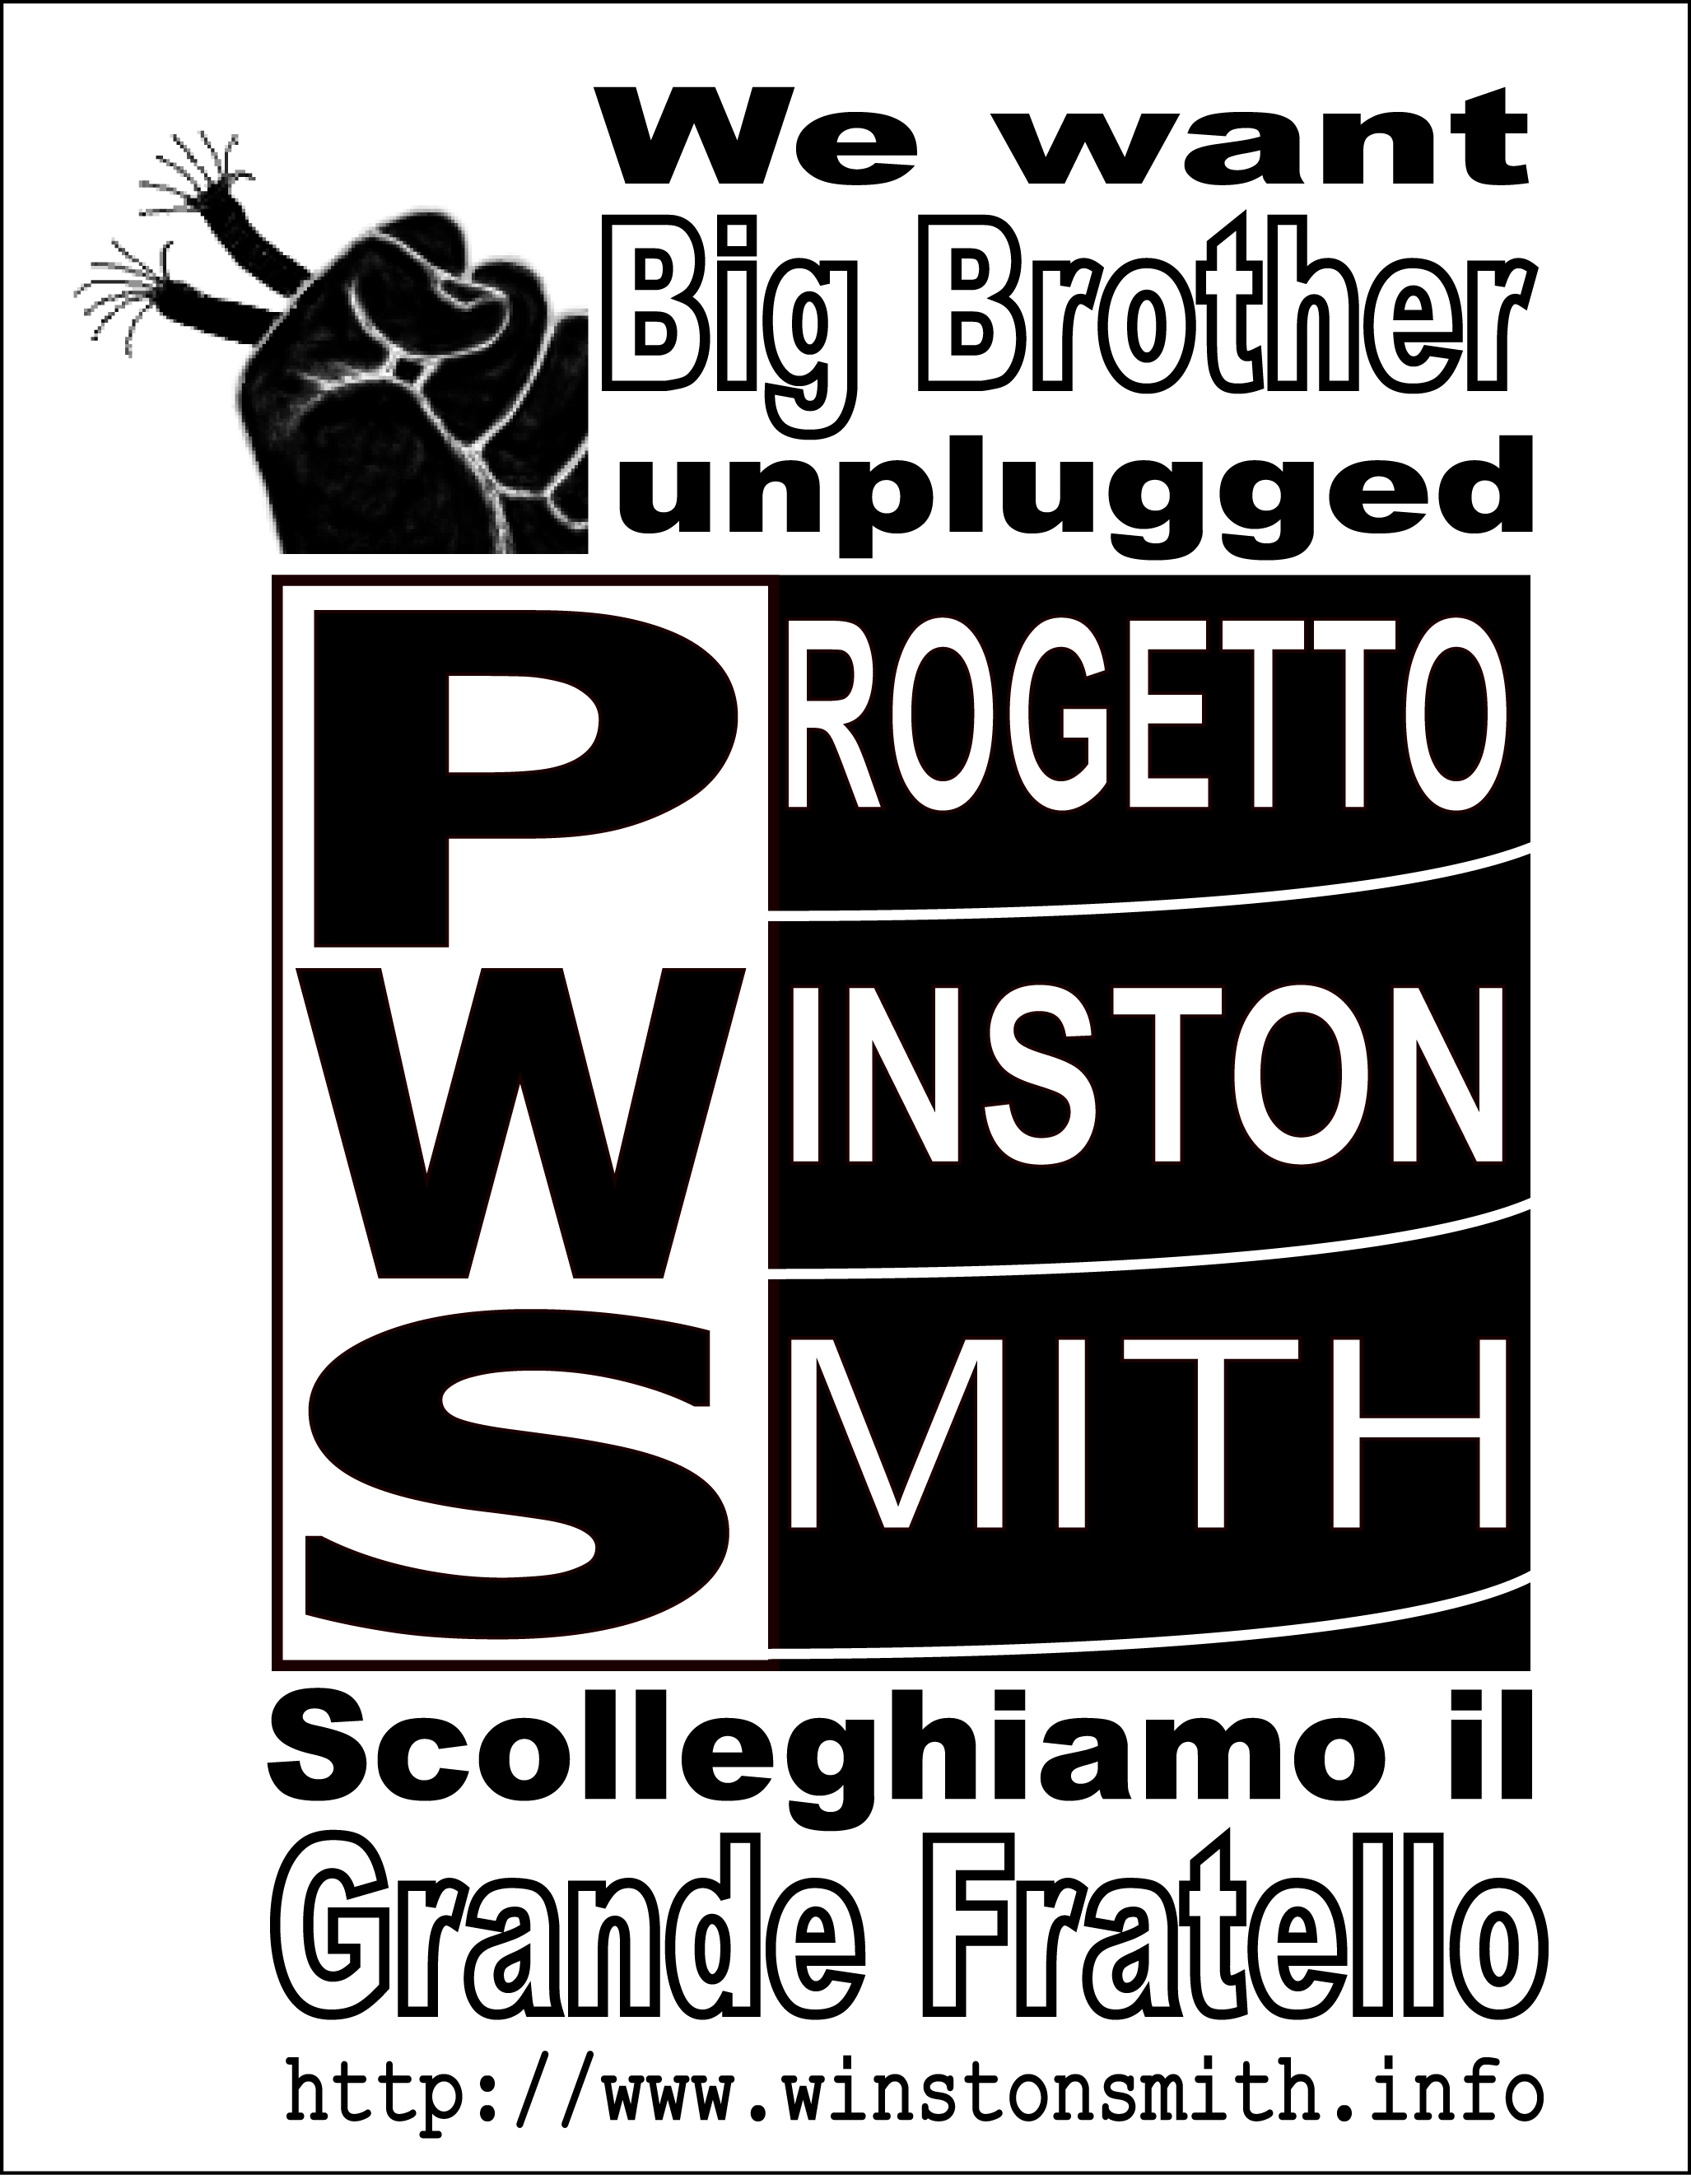 We want
Big Brother
unplugged
PROGETTO
WINSTON
SMITH
Scolleghiamo il
Grande Fratello
http://www.winstonsmith.info